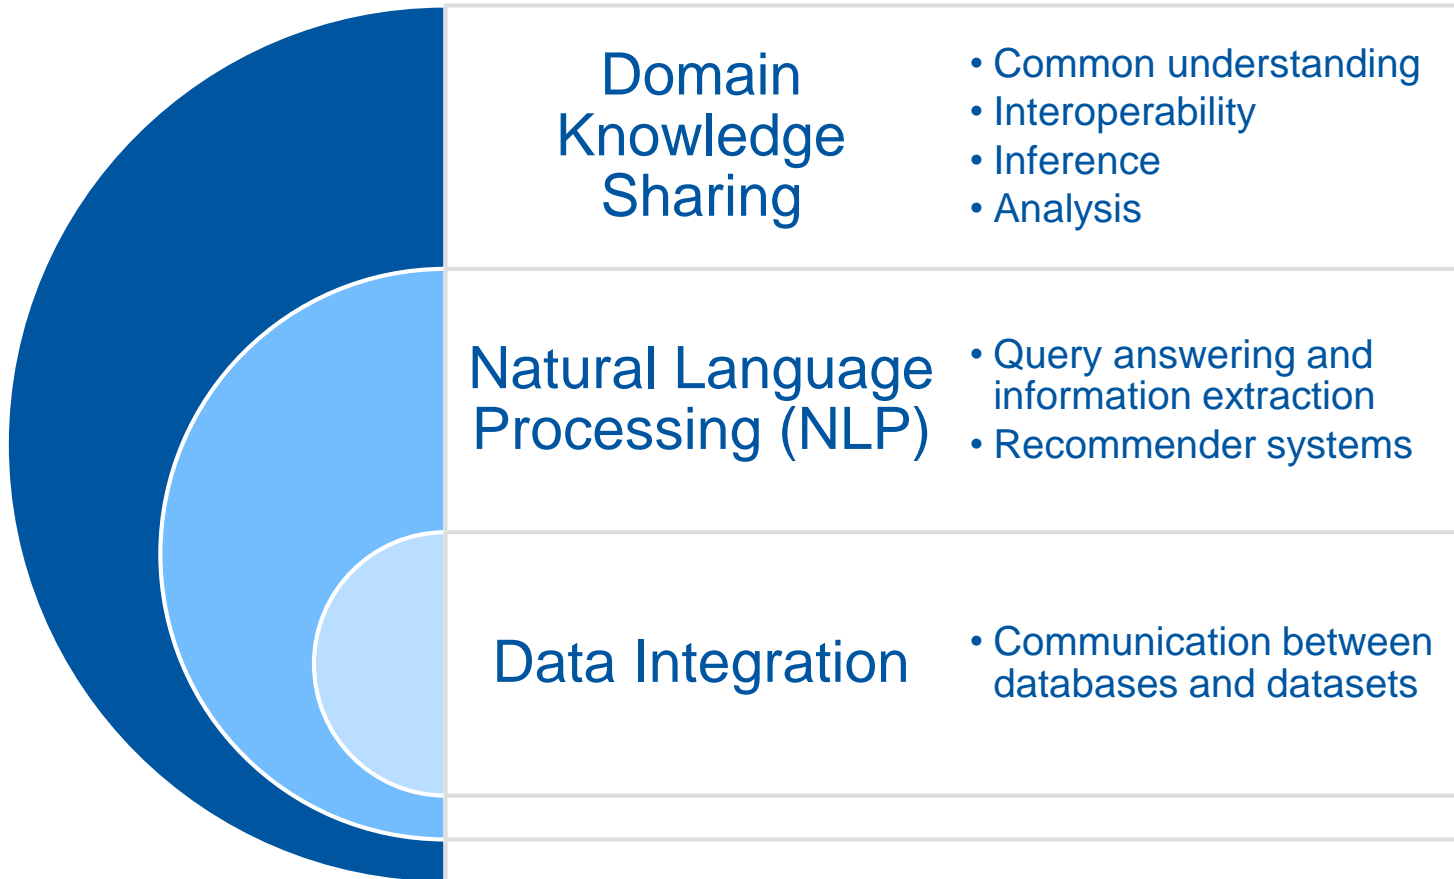 Domain
Knowledge
Sharing
• Common understanding
• Interoperability
• Inference
• Analysis
Natural Language
Processing (NLP)
• Query answering and
information extraction
• Recommender systems
Data Integration
• Communication between
databases and datasets